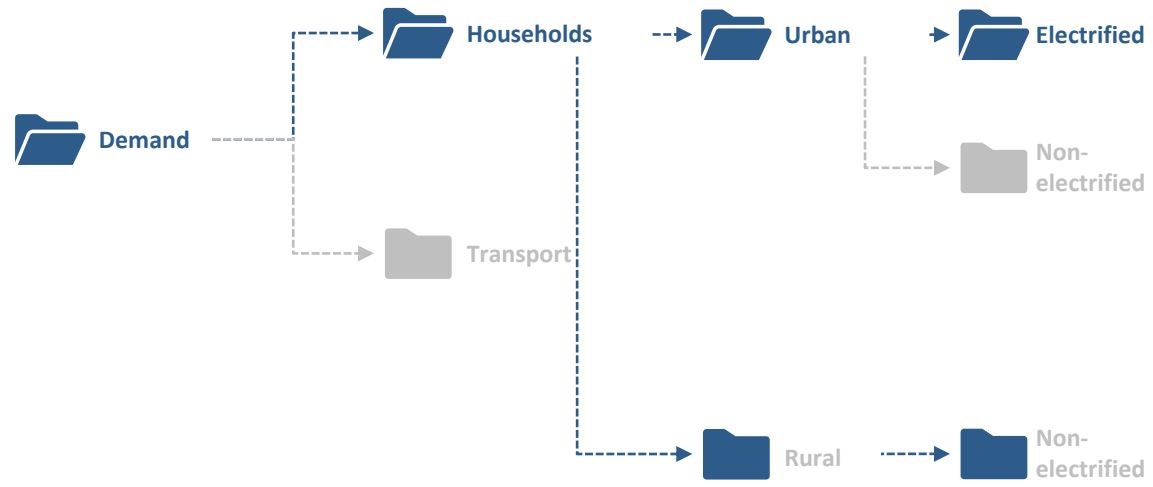 Households
Urban
Electrified
Demand
Non-
electrified
Transport
Rural
Non-
electrified